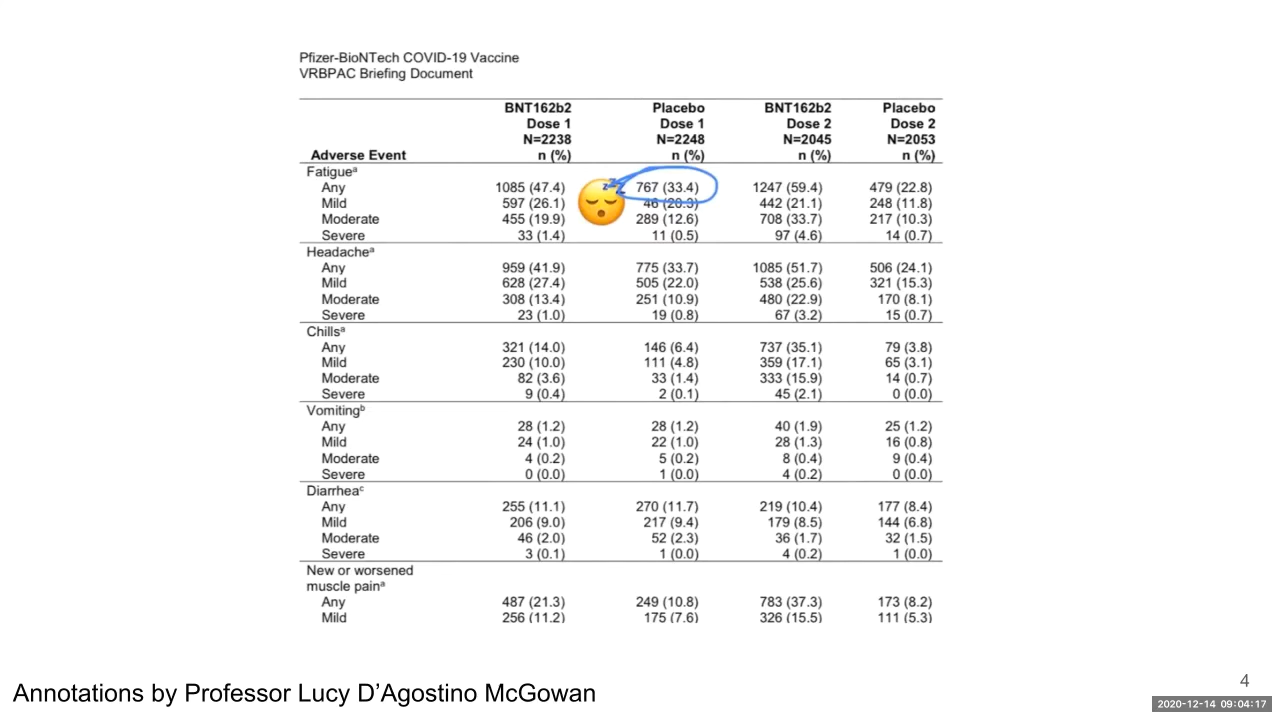 Pfizer-BioNTech COVID-19 Vaccine
VRBPAC Briefing Document
BNT162b2 Placebo BNT162b2 Placebo
Dose 1 Dose 1 Dose 2 Dose 2
N=2238 N=2248 N=2045 N=2053
Adverse Event n (%) n (%) n (%) n (%)
Fatigueᵃ
Any 1085 (47.4) 767 (33.4) 1247 (59.4) 479 (22.8)
Mild 597 (26.1) (20.3) 442 (21.1) 248 (11.8)
Moderate 455 (19.9) 289 (12.6) 708 (33.7) 217 (10.3)
Severe 33 (1.4) 11 (0.5) 97 (4.6) 14 (0.7)
Headacheᵃ
Any 959 (41.9) 775 (33.7) 1085 (51.7) 506 (24.1)
Mild 628 (27.4) 505 (22.0) 538 (25.6) 321 (15.3)
Moderate 308 (13.4) 251 (10.9) 480 (22.9) 170 (8.1)
Severe 23 (1.0) 19 (0.8) 67 (3.2) 15 (0.7)
Chillsᵃ
Any 321 (14.0) 146 (6.4) 737 (35.1) 79 (3.8)
Mild 230 (10.0) 111 (4.8) 359 (17.1) 65 (3.1)
Moderate 82 (3.6) 33 (1.4) 333 (15.9) 14 (0.7)
Severe 9 (0.4) 2 (0.1) 45 (2.1) 0 (0.0)
Vomitingᵇ
Any 28 (1.2) 28 (1.2) 40 (1.9) 25 (1.2)
Mild 24 (1.0) 22 (1.0) 28 (1.3) 16 (0.8)
Moderate 4 (0.2) 5 (0.2) 8 (0.4) 9 (0.4)
Severe 0 (0.0) 1 (0.0) 4 (0.2) 0 (0.0)
Diarrheaᶜ
Any 255 (11.1) 270 (11.7) 219 (10.4) 177 (8.4)
Mild 206 (9.0) 217 (9.4) 179 (8.5) 144 (6.8)
Moderate 46 (2.0) 52 (2.3) 36 (1.7) 32 (1.5)
Severe 3 (0.1) 1 (0.0) 4 (0.2) 1 (0.0)
New or worsened
muscle painᵃ
Any 487 (21.3) 249 (10.8) 783 (37.3) 173 (8.2)
Mild 256 (11.2) 175 (7.6) 326 (15.5) 111 (5.3)
Annotations by Professor Lucy D’Agostino McGowan
4
2020-12-14 09:04:17